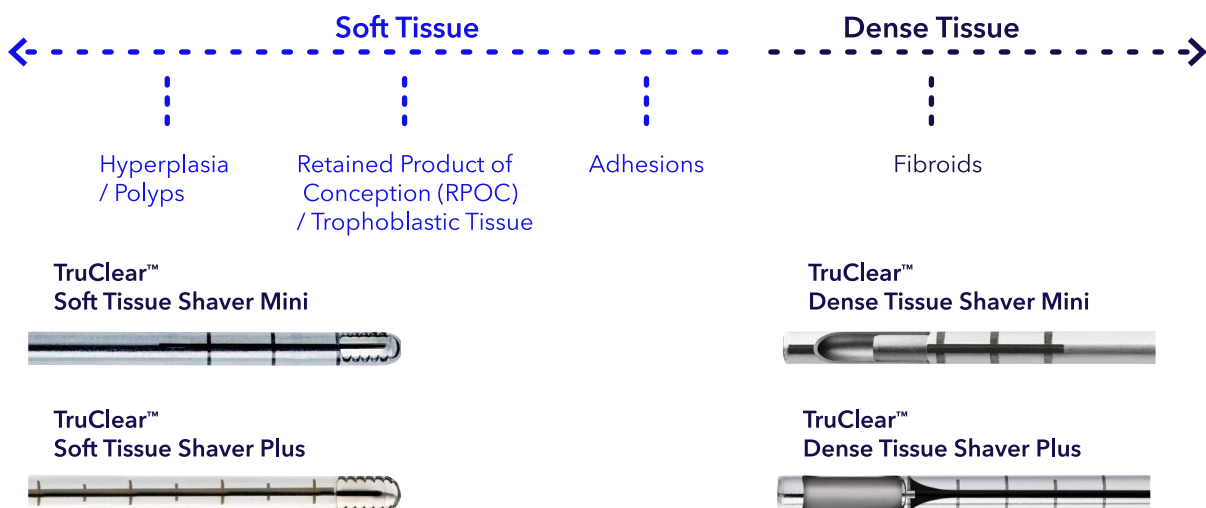 Soft Tissue
Dense Tissue
Hyperplasia
/ Polyps
Retained Product of
Conception (RPOC)
/ Trophoblastic Tissue
Adhesions
Fibroids
TruClear™
Soft Tissue Shaver Mini
TruClear™
Dense Tissue Shaver Mini
TruClear™
Soft Tissue Shaver Plus
TruClear™
Dense Tissue Shaver Plus